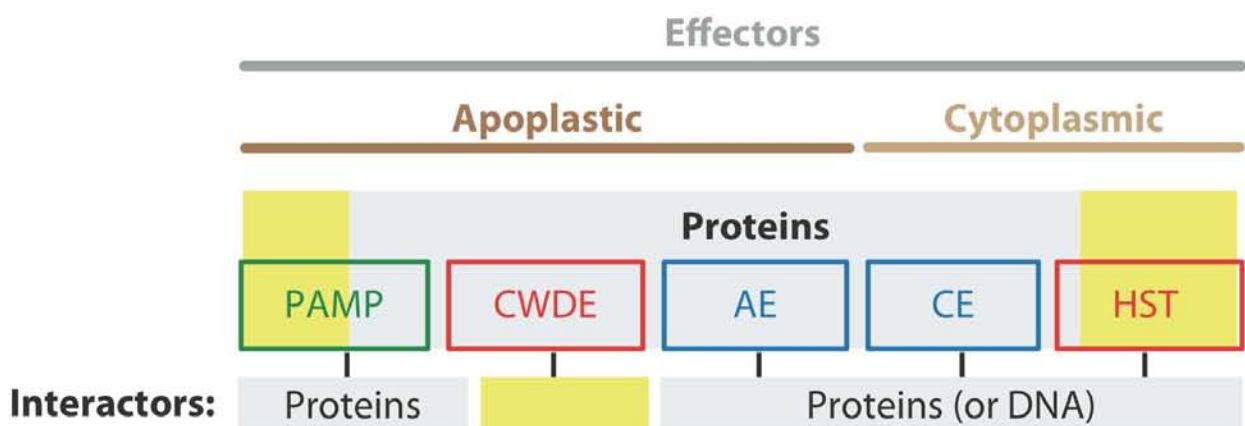 Effectors
Apoplastic Cytoplasmic
Proteins
PAMP CWDE AE CE HST
Interactors: Proteins Proteins (or DNA)